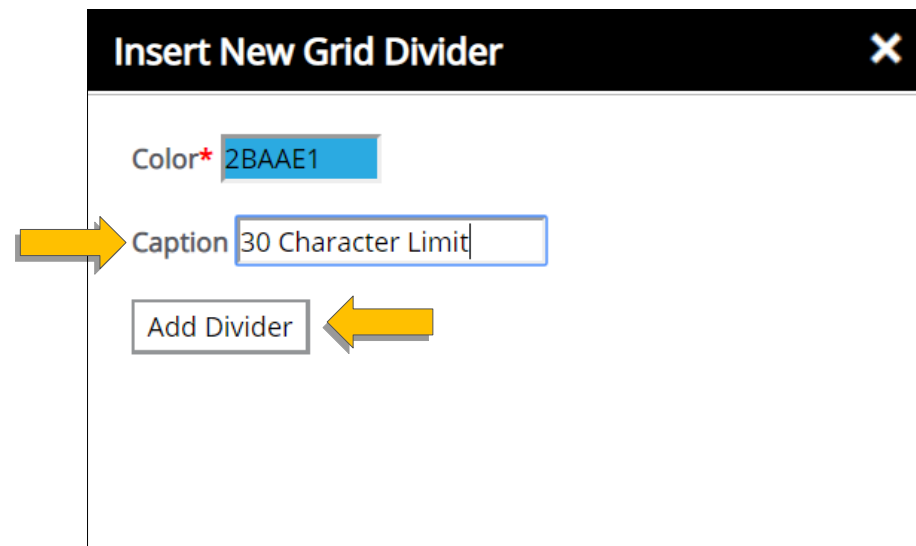 Insert New Grid Divider
Color* 2BAAE1
Caption 30 Character Limit
Add Divider